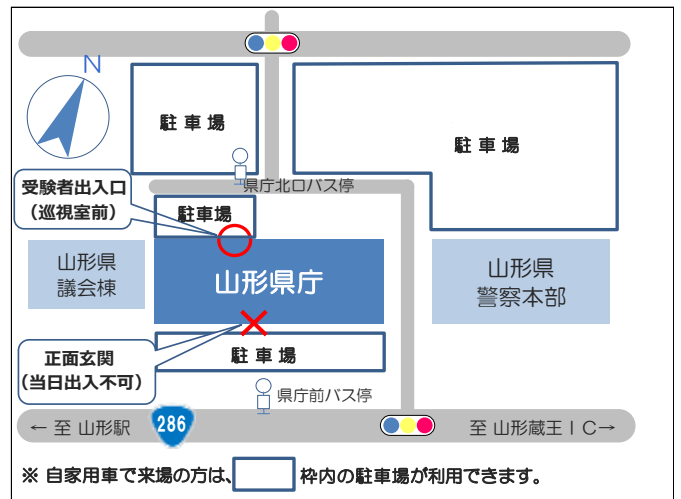 N
駐 車 場
駐 車 場
県庁北口バス停
受験者出入口
（巡視室前）
駐車場
山形県
議会棟
山形県庁
山形県
警察本部
正面玄関
（当日出入不可）
駐 車 場
県庁前バス停
← 至 山形駅
286
至 山形蔵王ＩＣ→
※ 自家用車で来場の方は、 枠内の駐車場が利用できます。